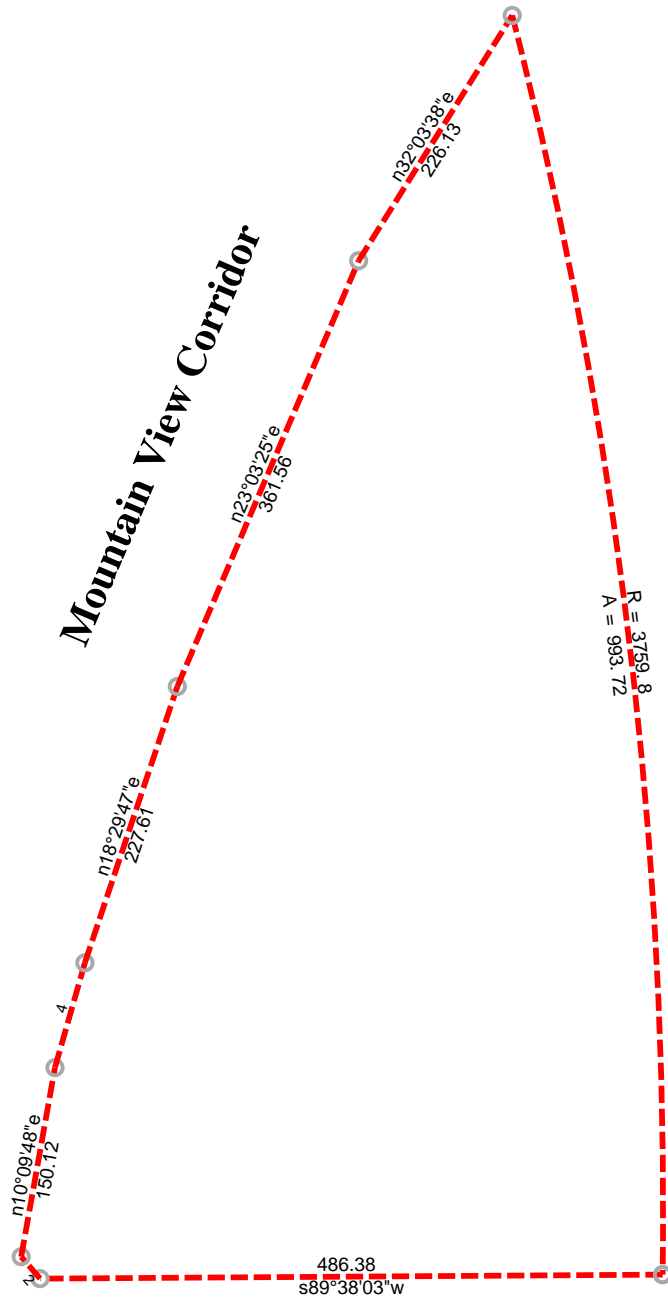 n32°03'38"e
226.13
Mountain View Corridor
n23°03'25"e
361.56
R = 3759.8
A = 993.72
n18°29'47"e
227.61
4
n10°09'48"e
150.12
2
486.38
s89°38'03"w